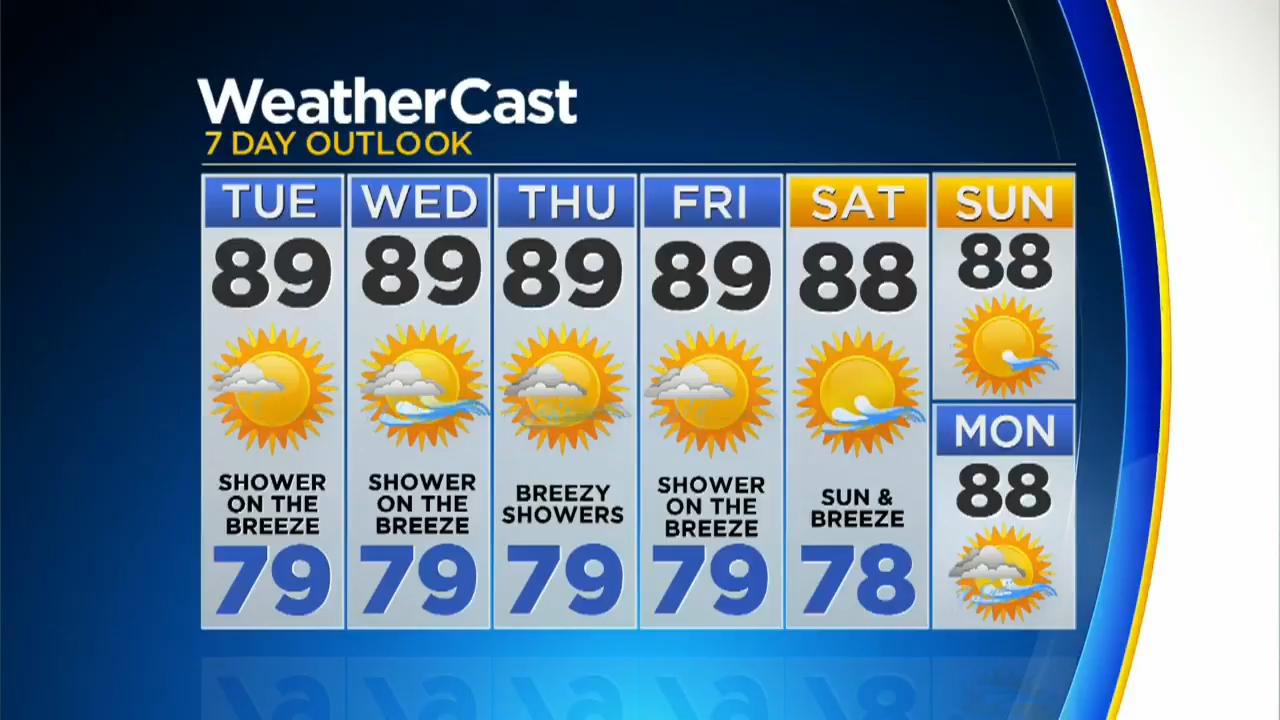 WeatherCast
7 DAY OUTLOOK
TUE
89
SHOWER
ON THE
BREEZE
79
WED
89
SHOWER
ON THE
BREEZE
79
THU
89
BREEZY
SHOWERS
79
FRI
89
SHOWER
ON THE
BREEZE
79
SAT
88
SUN &
BREEZE
78
SUN
88
MON
88